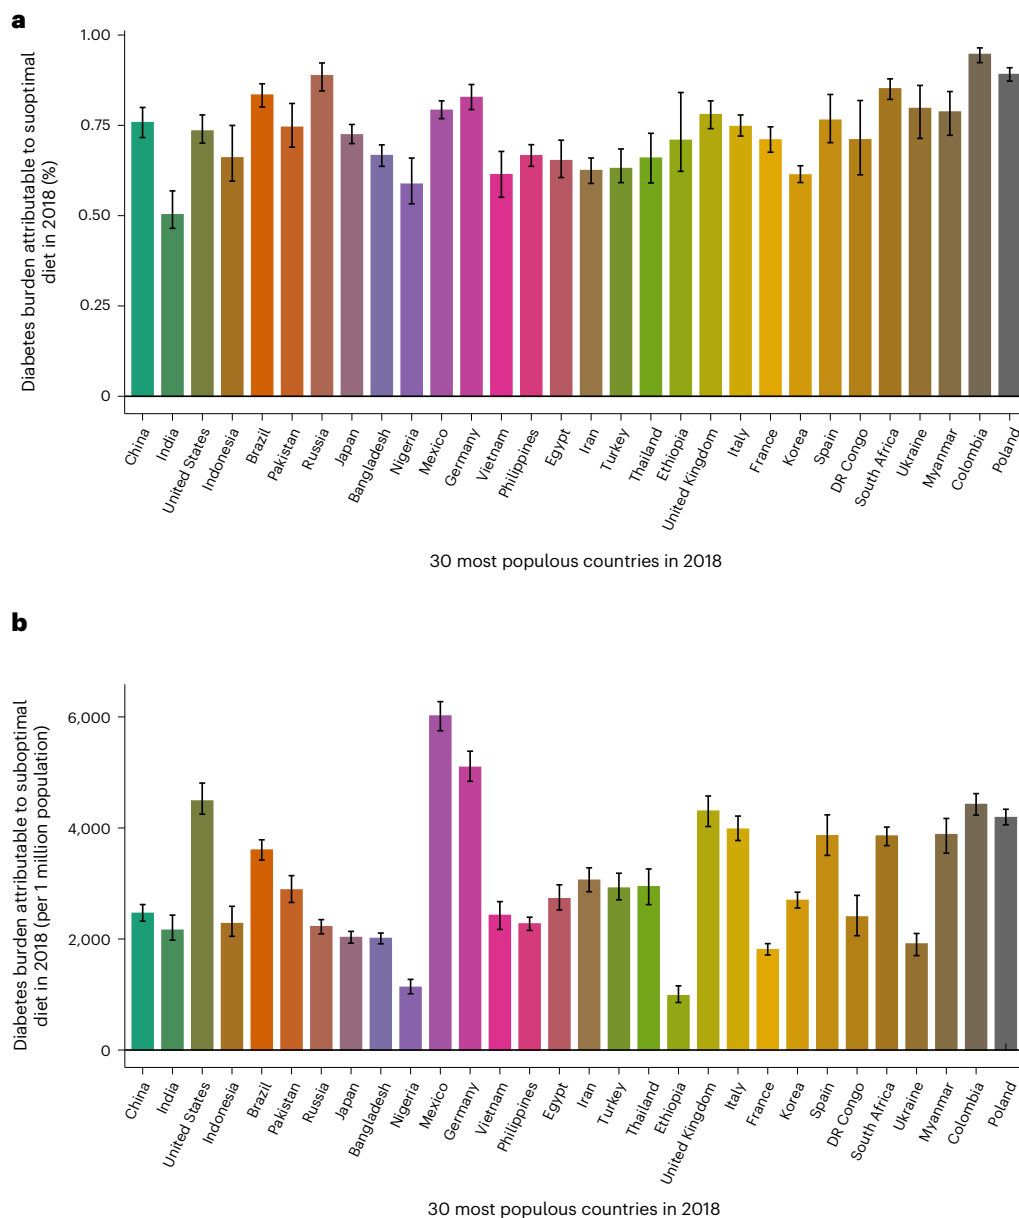 a
Diabetes burden attributable to suoptimal
diet in 2018 (%)
1.00
0.75
0.50
0.25
0
China
India
United States
Indonesia
Brazil
Pakistan
Russia
Japan
Bangladesh
Nigeria
Mexico
Germany
Vietnam
Philippines
Egypt
Iran
Turkey
Thailand
Ethiopia
United Kingdom
Italy
France
Korea
Spain
DR Congo
South Africa
Ukraine
Myanmar
Colombia
Poland
30 most populous countries in 2018
b
Diabetes burden attributable to suboptimal
diet in 2018 (per 1 million population)
6,000
4,000
2,000
0
China
India
United States
Indonesia
Brazil
Pakistan
Russia
Japan
Bangladesh
Nigeria
Mexico
Germany
Vietnam
Philippines
Egypt
Iran
Turkey
Thailand
Ethiopia
United Kingdom
Italy
France
Korea
Spain
DR Congo
South Africa
Ukraine
Myanmar
Colombia
Poland
30 most populous countries in 2018